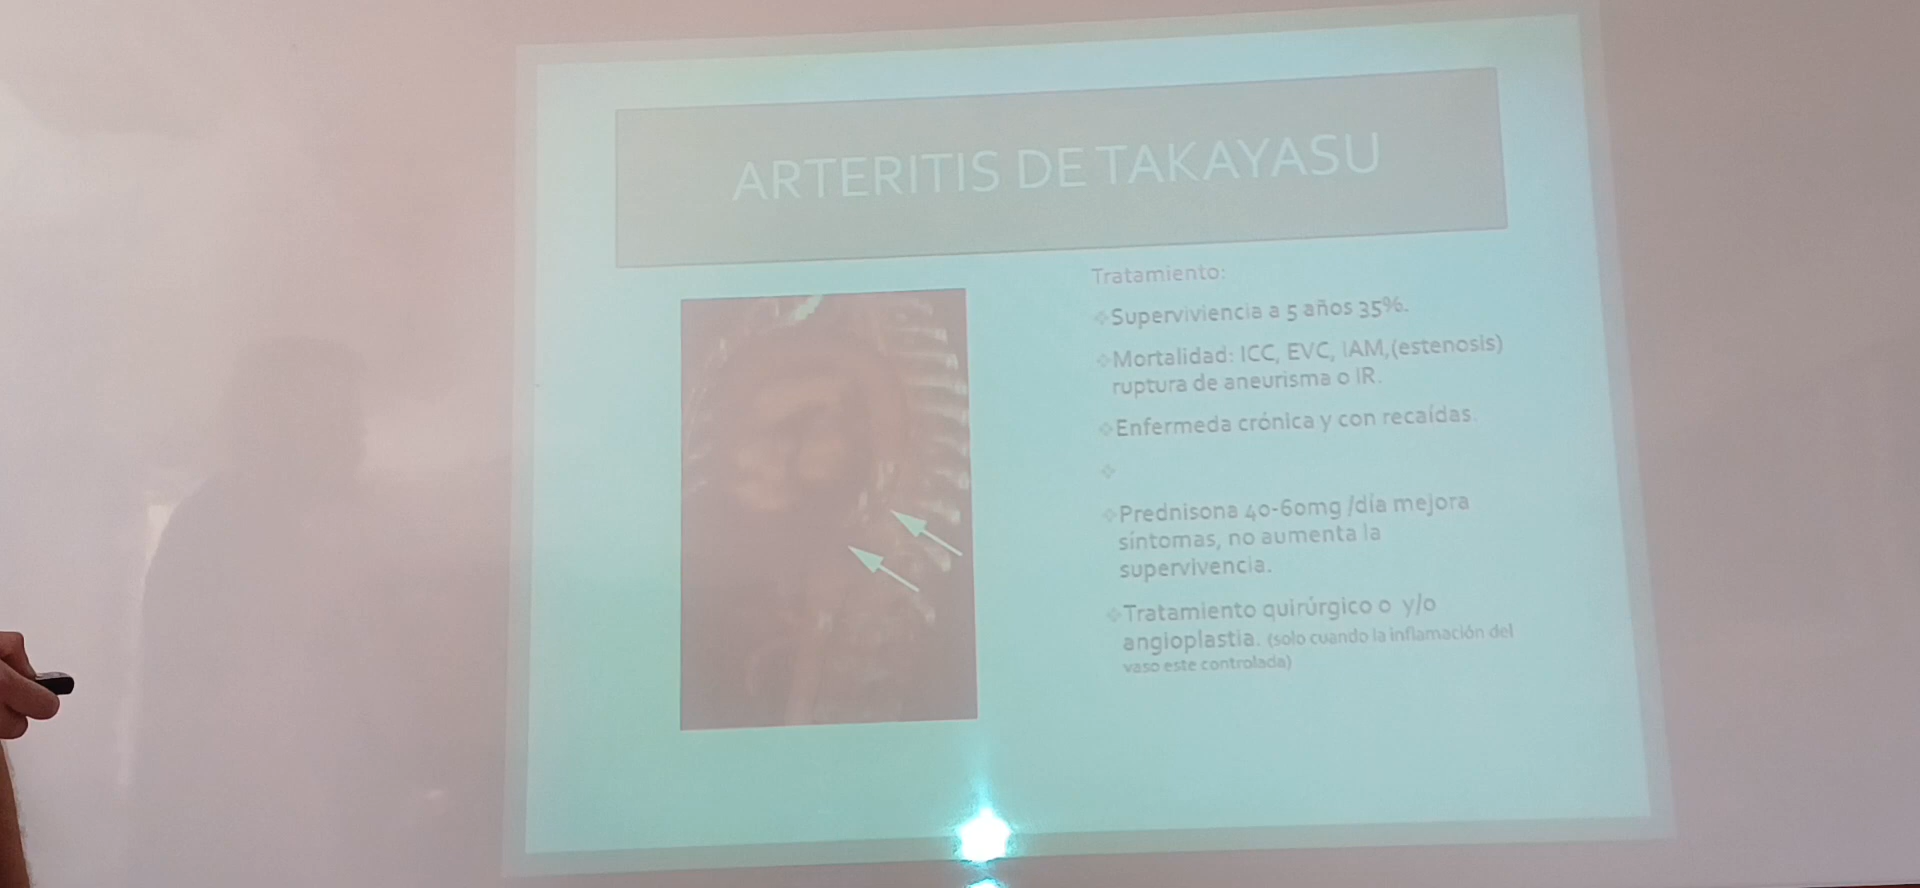 ARTERITIS DE TAKAYASU
Tratamiento:
Superviviencia a 5 años 35%.
Mortalidad: ICC, EVC, IAM,(estenosis)
ruptura de aneurisma o IR.
Enfermeda crónica y con recaídas.
Prednisona 40-60mg /día mejora
síntomas, no aumenta la
supervivencia.
Tratamiento quirúrgico o y/o
angioplastia. (solo cuando la inflamación del
vaso este controlada)